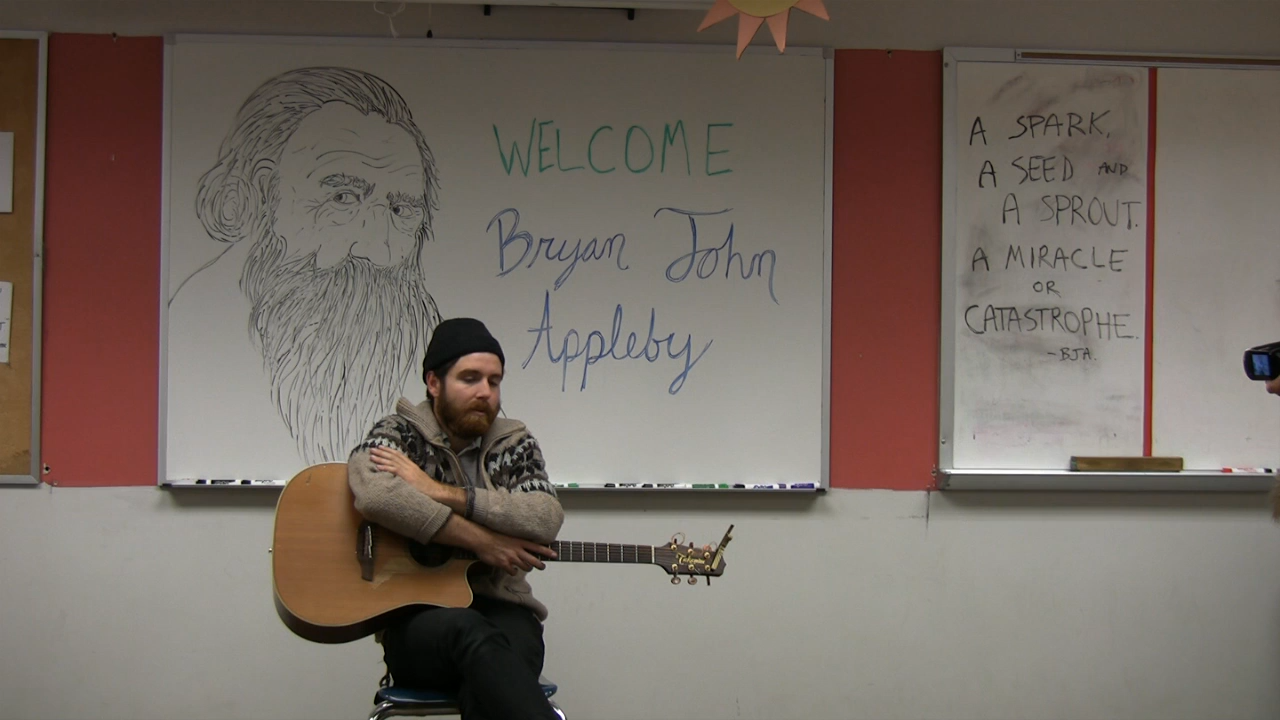 WELCOME
Bryan John
Appleby
A SPARK,
A SEED AND
A SPROUT.
A MIRACLE
OR
CATASTROPHE.
-BJA.